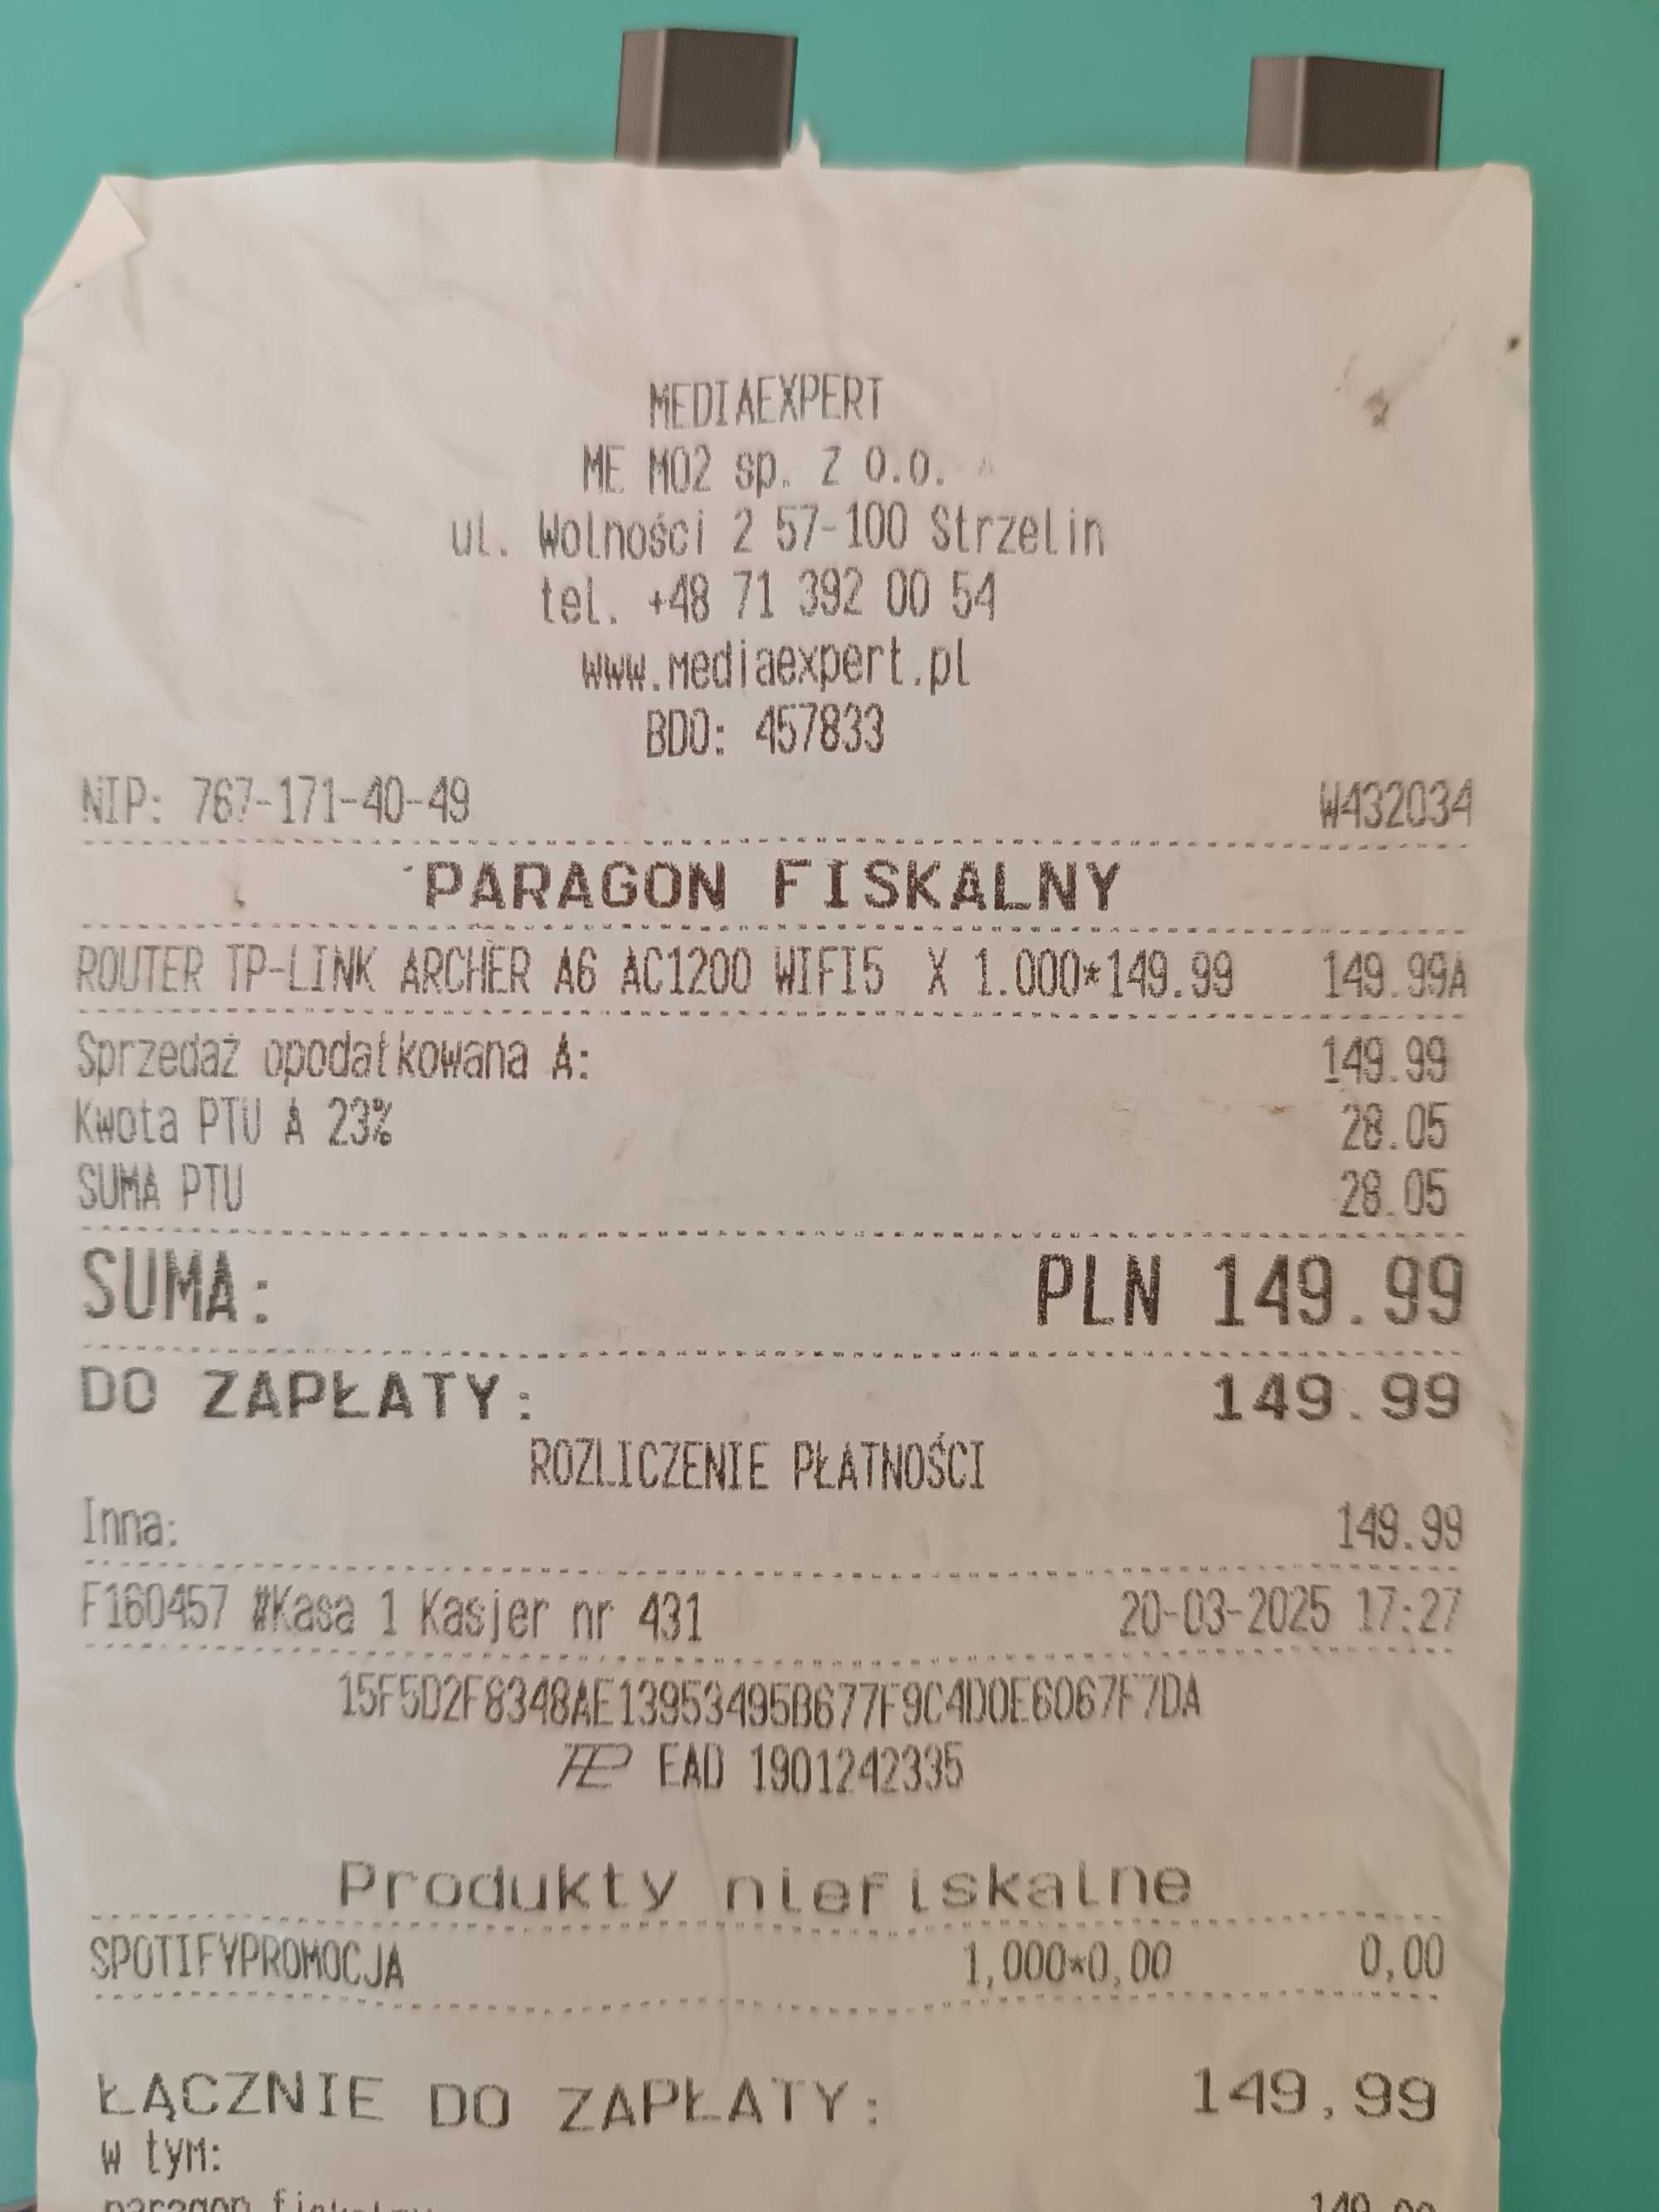 MEDIAEXPERT
ME M02 sp. z o.o.
ul. Wolności 2 57-100 Strzelin
tel. +48 71 392 00 54
www.mediaexpert.pl
BDO: 457833
NIP: 767-171-40-49 W432034
PARAGON FISKALNY
ROUTER TP-LINK ARCHER A6 AC1200 WIFI5 X 1.000*149.99 149.99A
Sprzedaż opodatkowana A: 149.99
Kwota PTU A 23% 28.05
SUMA PTU 28.05
SUMA: PLN 149.99
DO ZAPŁATY: 149.99
ROZLICZENIE PŁATNOŚCI
Inna: 149.99
F160457 #Kasa 1 Kasjer nr 431 20-03-2025 17:27
15F5D2F8348AE13953495B677F9C4D0E6067F7DA
EAD 1901242335
Produkty niefiskalne
SPOTIFYPROMOCJA 1,000*0,00 0,00
ŁĄCZNIE DO ZAPŁATY: 149,99
w tym:
paragon fiskalny